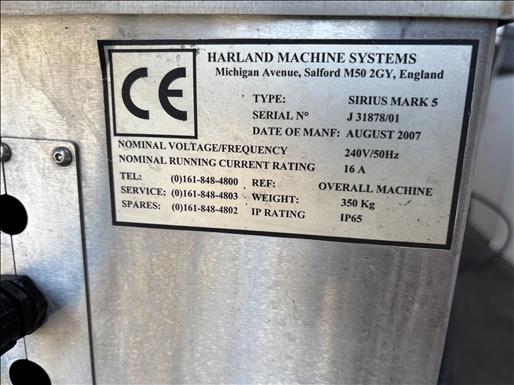 CE
HARLAND MACHINE SYSTEMS
Michigan Avenue, Salford M50 2GY, England
TYPE: SIRIUS MARK 5
SERIAL Nº J 31878/01
DATE OF MANF: AUGUST 2007
NOMINAL VOLTAGE/FREQUENCY 240V/50Hz
NOMINAL RUNNING CURRENT RATING 16 A
TEL: (0)161-848-4800 REF: OVERALL MACHINE
SERVICE: (0)161-848-4803 WEIGHT: 350 Kg
SPARES: (0)161-848-4802 IP RATING IP65